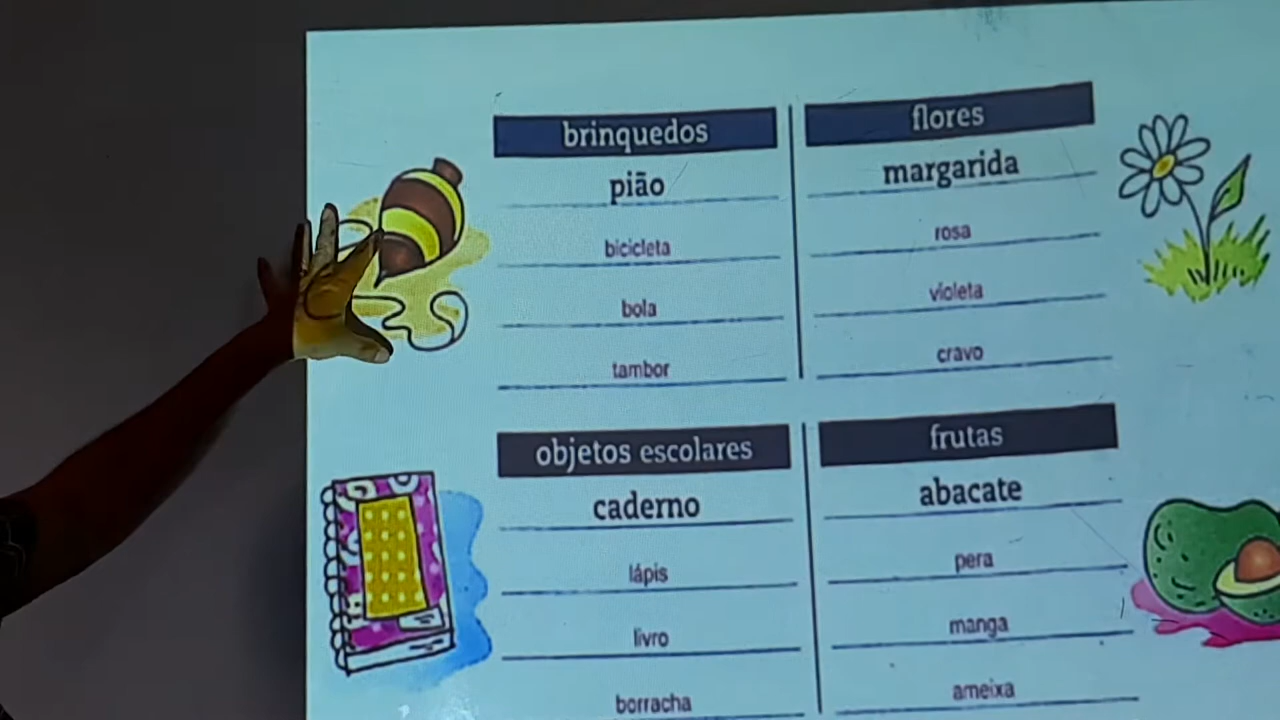 brinquedos
pião
bicicleta
bola
tambor
flores
margarida
rosa
violeta
cravo
objetos escolares
caderno
lápis
livro
borracha
frutas
abacate
pera
manga
ameixa